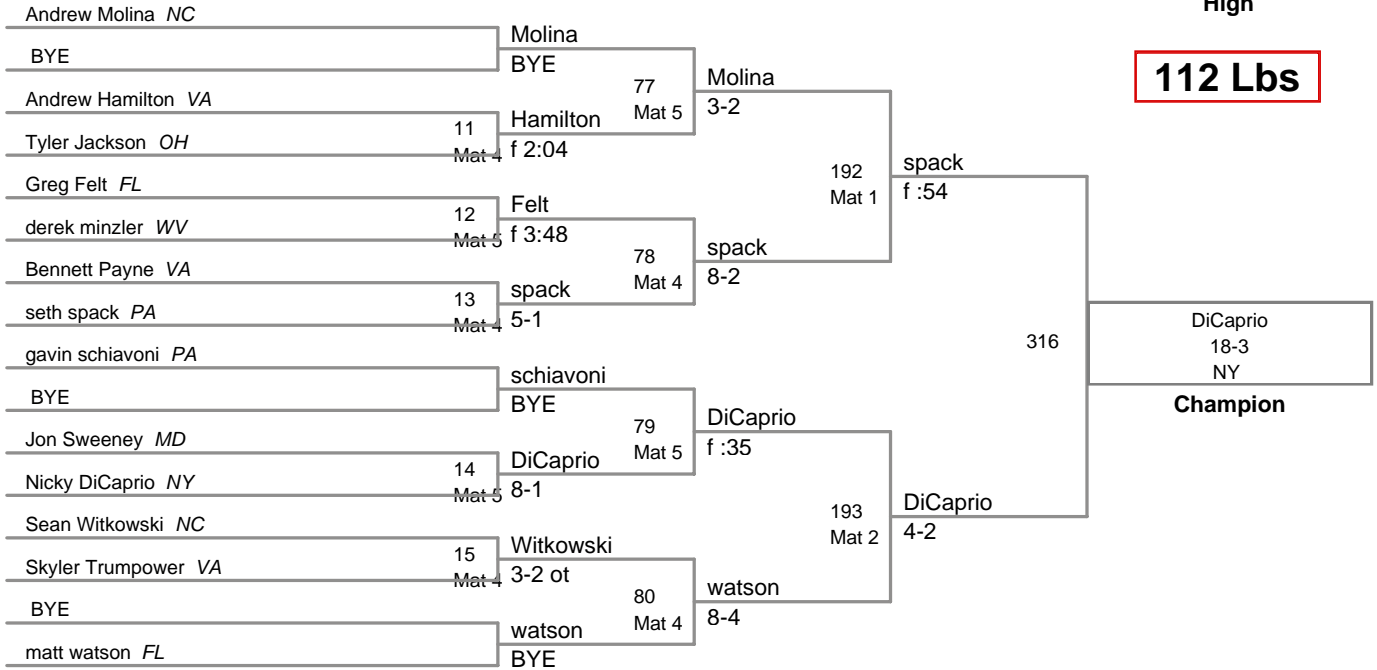 High
112 Lbs
Andrew Molina NC
BYE
Andrew Hamilton VA
Tyler Jackson OH
Greg Felt FL
derek minzler WV
Bennett Payne VA
seth spack PA
gavin schiavoni PA
BYE
Jon Sweeney MD
Nicky DiCaprio NY
Sean Witkowski NC
Skyler Trumpower VA
BYE
matt watson FL
Molina
BYE
11
Mat 4
Hamilton
f 2:04
12
Mat 5
Felt
f 3:48
13
Mat 4
spack
5-1
schiavoni
BYE
14
Mat 5
DiCaprio
8-1
15
Mat 4
Witkowski
3-2 ot
watson
BYE
77
Mat 5
Molina
3-2
78
Mat 4
spack
8-2
79
Mat 5
DiCaprio
f :35
80
Mat 4
watson
8-4
192
Mat 1
spack
f :54
193
Mat 2
DiCaprio
4-2
316
DiCaprio
18-3
NY
Champion